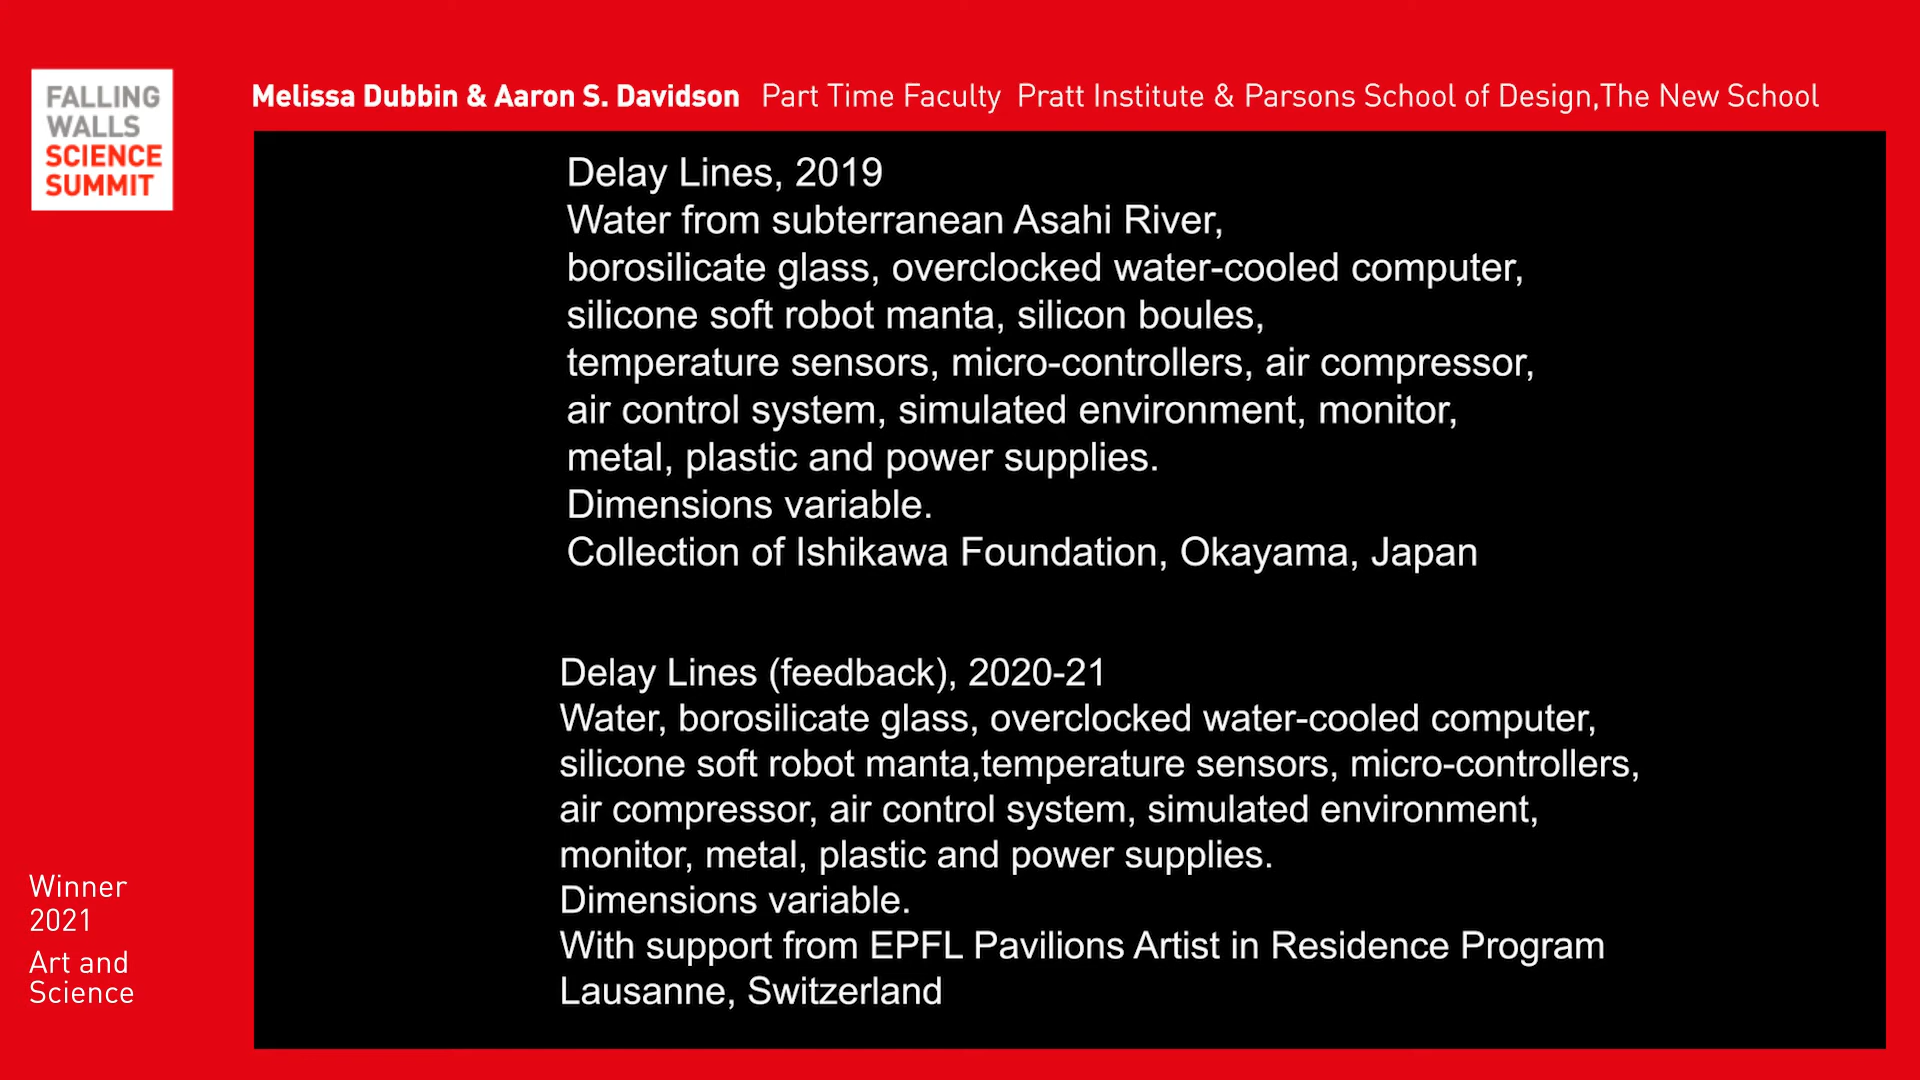 FALLING
WALLS
SCIENCE
SUMMIT
Melissa Dubbin & Aaron S. Davidson Part Time Faculty Pratt Institute & Parsons School of Design,The New School
Delay Lines, 2019
Water from subterranean Asahi River,
borosilicate glass, overclocked water-cooled computer,
silicone soft robot manta, silicon boules,
temperature sensors, micro-controllers, air compressor,
air control system, simulated environment, monitor,
metal, plastic and power supplies.
Dimensions variable.
Collection of Ishikawa Foundation, Okayama, Japan
Delay Lines (feedback), 2020-21
Water, borosilicate glass, overclocked water-cooled computer,
silicone soft robot manta,temperature sensors, micro-controllers,
air compressor, air control system, simulated environment,
monitor, metal, plastic and power supplies.
Dimensions variable.
With support from EPFL Pavilions Artist in Residence Program
Lausanne, Switzerland
Winner
2021
Art and
Science